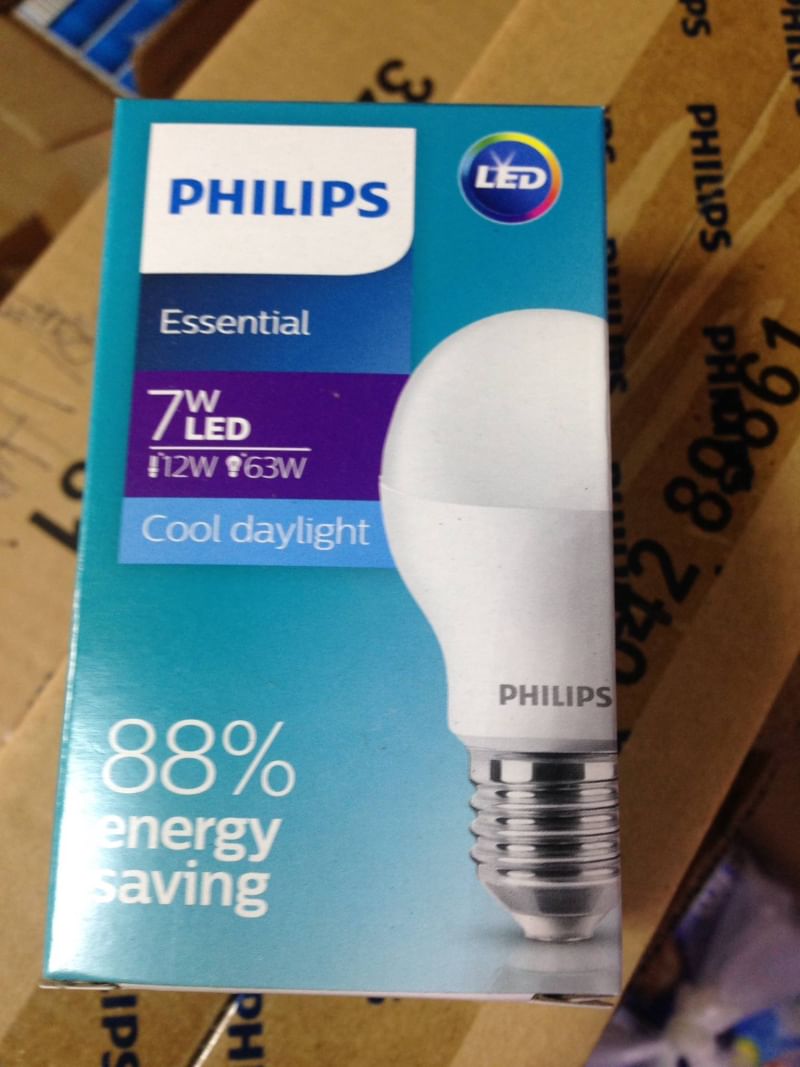 PHILIPS
LED
Essential
7W
LED
12W 63W
Cool daylight
PHILIPS
88%
energy
saving
PHILIPS
PHILIPS